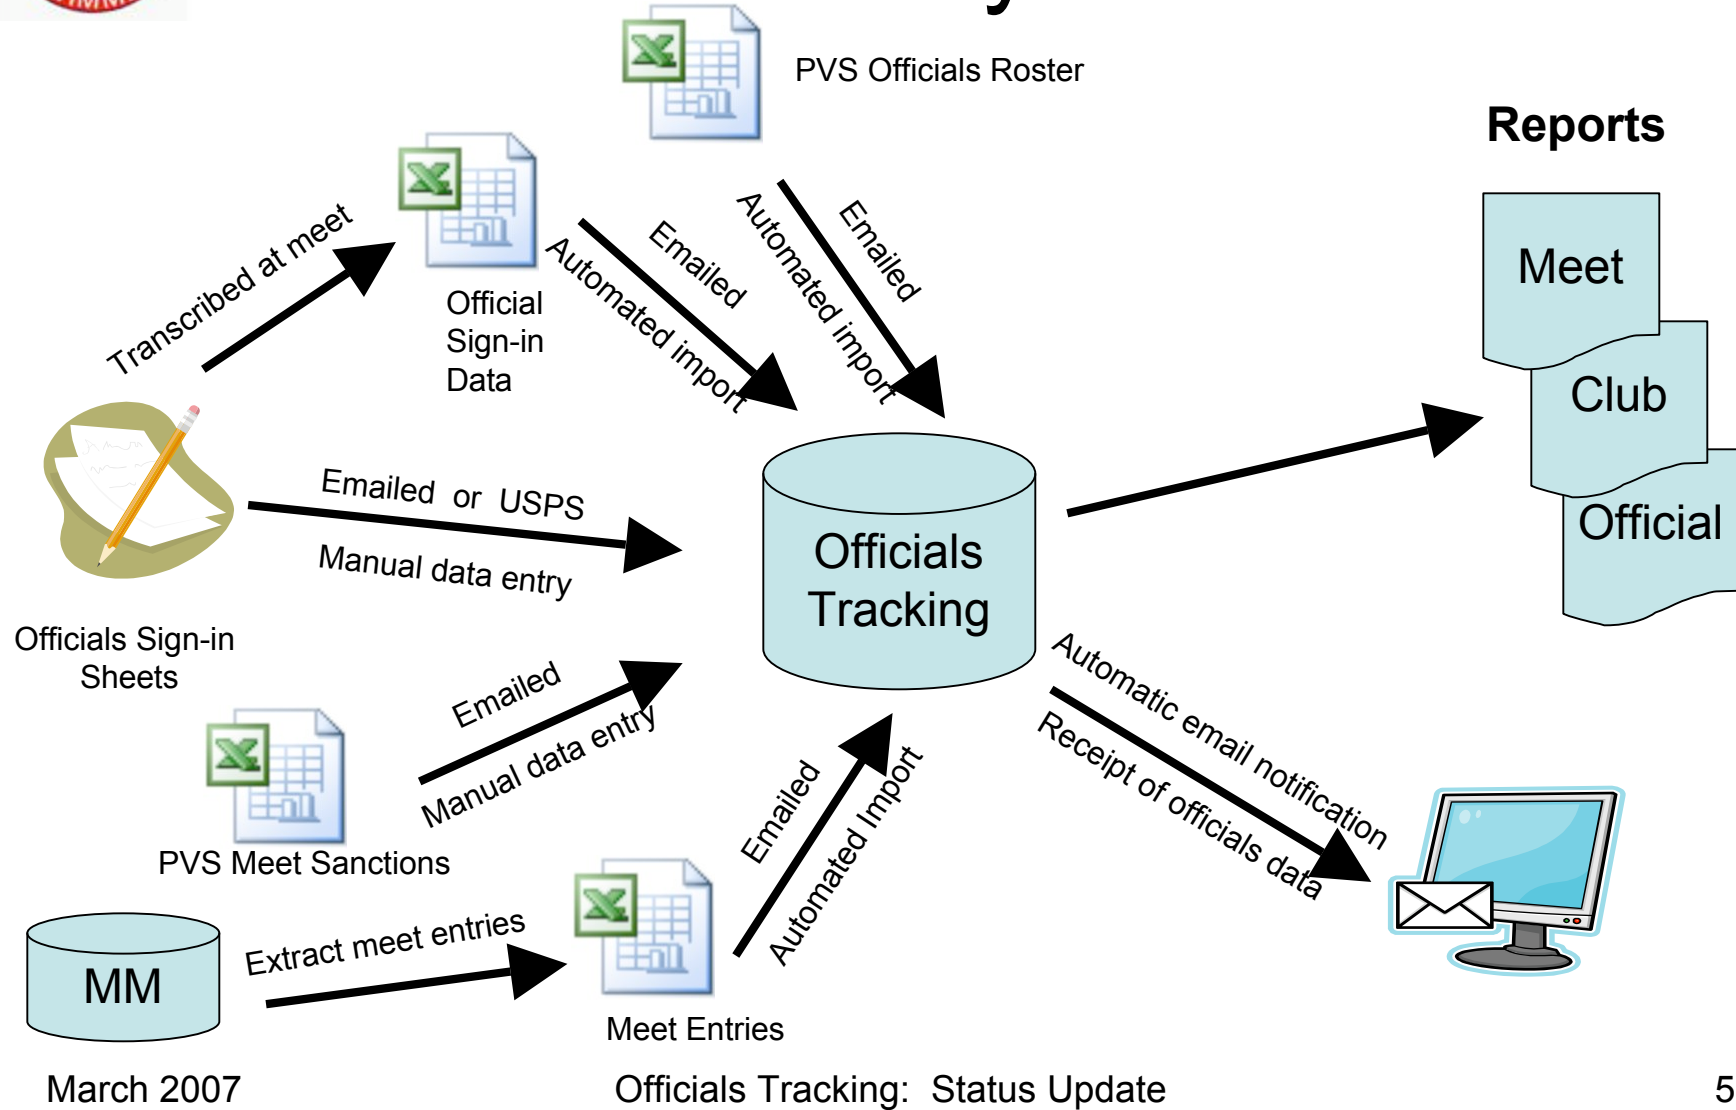 PVS Officials Roster
Reports
Transcribed at meet
Official
Sign-in
Data
Emailed
Automated import
Emailed
Automated import
Meet
Club
Official
Emailed or USPS
Manual data entry
Officials
Tracking
Officials Sign-in
Sheets
Emailed
Manual data entry
PVS Meet Sanctions
Automatic email notification
Receipt of officials data
Emailed
Automated Import
MM
Extract meet entries
Meet Entries
March 2007
Officials Tracking: Status Update
5